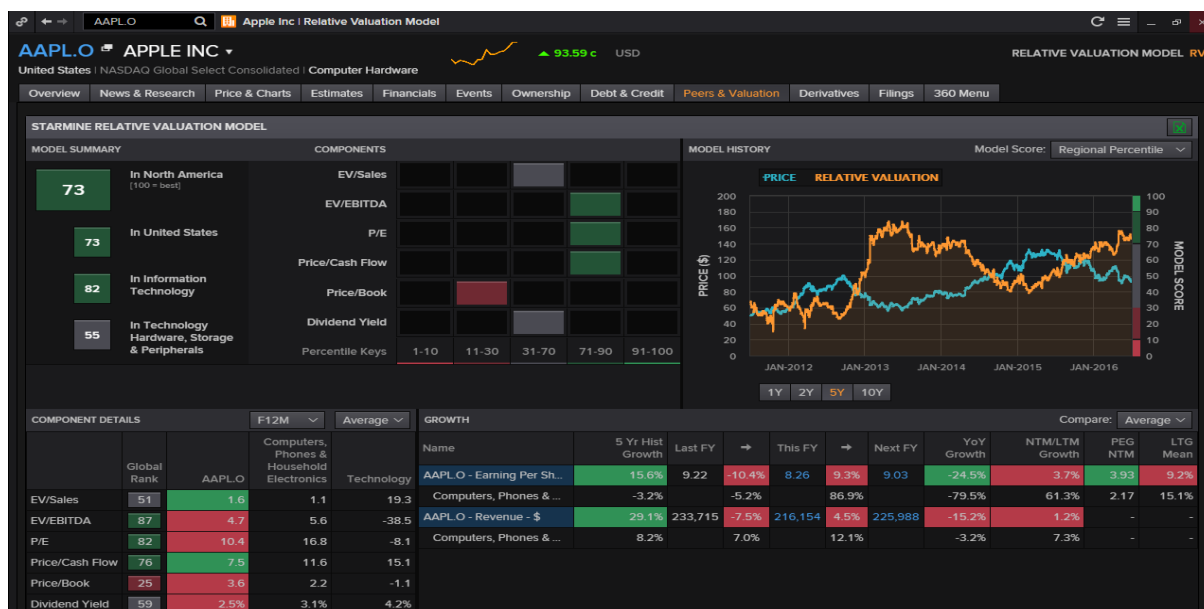 AAPL.O
Apple Inc | Relative Valuation Model
AAPL.O APPLE INC
93.59 c USD
RELATIVE VALUATION MODEL RV
United States | NASDAQ Global Select Consolidated | Computer Hardware
Overview News & Research Price & Charts Estimates Financials Events Ownership Debt & Credit Peers & Valuation Derivatives Filings 360 Menu
STARMINE RELATIVE VALUATION MODEL
MODEL SUMMARY
73 In North America
[100 = best]
73 In United States
82 In Information
Technology
55 In Technology
Hardware, Storage
& Peripherals
COMPONENTS
EV/Sales
EV/EBITDA
P/E
Price/Cash Flow
Price/Book
Dividend Yield
Percentile Keys 1-10 11-30 31-70 71-90 91-100
MODEL HISTORY Model Score: Regional Percentile
PRICE RELATIVE VALUATION
PRICE ($)
200
180
160
140
120
100
80
60
40
20
0
100
90
80
70
60
50
40
30
20
10
0
MODEL SCORE
JAN-2012 JAN-2013 JAN-2014 JAN-2015 JAN-2016
1Y 2Y 5Y 10Y
COMPONENT DETAILS F12M Average
Global
Rank AAPL.O
Computers,
Phones &
Household
Electronics Technology
EV/Sales 51 1.6 1.1 19.3
EV/EBITDA 87 4.7 5.6 -38.5
P/E 82 10.4 16.8 -8.1
Price/Cash Flow 76 7.5 11.6 15.1
Price/Book 25 3.6 2.2 -1.1
Dividend Yield 59 2.5% 3.1% 4.2%
GROWTH Compare: Average
Name
5 Yr Hist
Growth
Last FY → This FY → Next FY
YoY
Growth
NTM/LTM
Growth
PEG
NTM
LTG
Mean
AAPL.O - Earning Per Sh... 15.6% 9.22 -10.4% 8.26 9.3% 9.03 -24.5% 3.7% 3.93 9.2%
Computers, Phones & ... -3.2% -5.2% 86.9% -79.5% 61.3% 2.17 15.1%
AAPL.O - Revenue - $ 29.1% 233,715 -7.5% 216,154 4.5% 225,988 -15.2% 1.2% - -
Computers, Phones & ... 8.2% 7.0% 12.1% -3.2% 7.3% - -